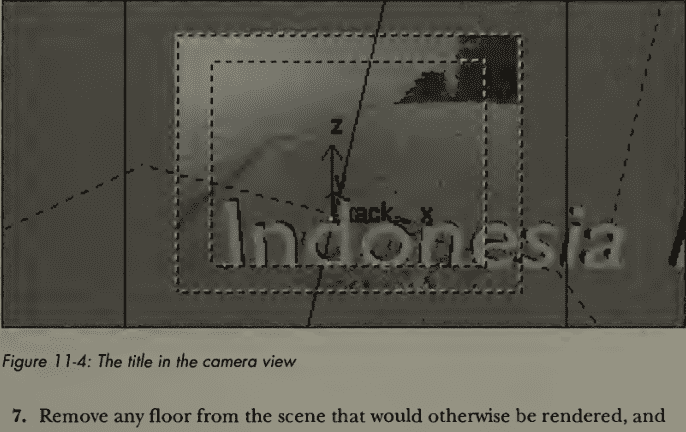 z
y
rack x
Indonesia
Figure 11-4: The title in the camera view
7. Remove any floor from the scene that would otherwise be rendered, and